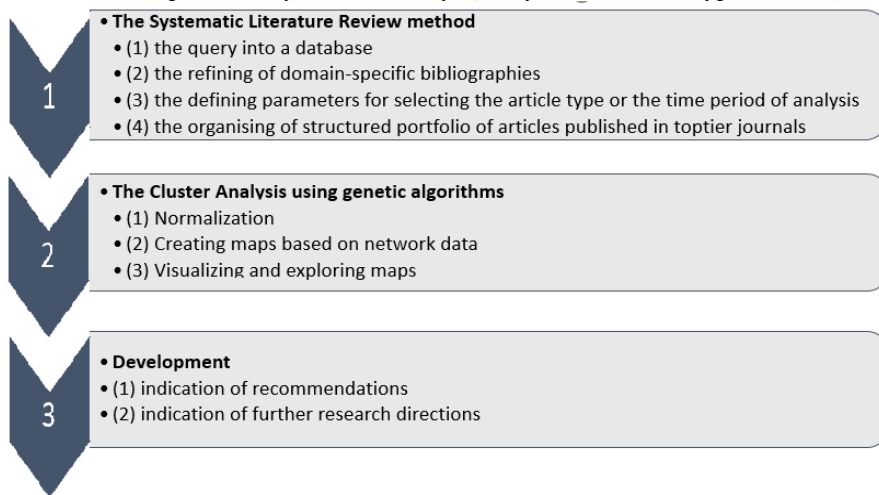 • The Systematic Literature Review method
• (1) the query into a database
• (2) the refining of domain-specific bibliographies
• (3) the defining parameters for selecting the article type or the time period of analysis
• (4) the organising of structured portfolio of articles published in toptier journals
1
• The Cluster Analysis using genetic algorithms
• (1) Normalization
• (2) Creating maps based on network data
• (3) Visualizing and exploring maps
2
• Development
• (1) indication of recommendations
• (2) indication of further research directions
3